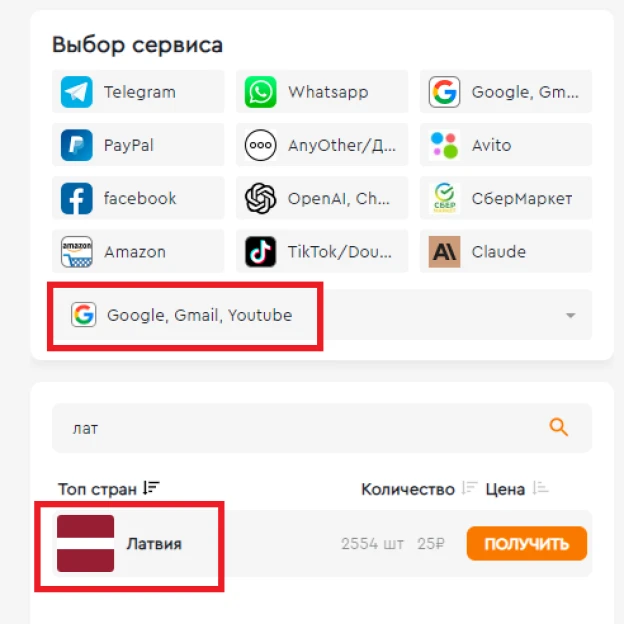 Выбор сервиса
Telegram Whatsapp Google, Gm...
PayPal AnyOther/Д... Avito
facebook OpenAI, Ch... СберМаркет
amazon Amazon TikTok/Dou... Claude
Google, Gmail, Youtube
лат
Топ стран Количество Цена
Латвия 2554 шт 25₽ ПОЛУЧИТЬ